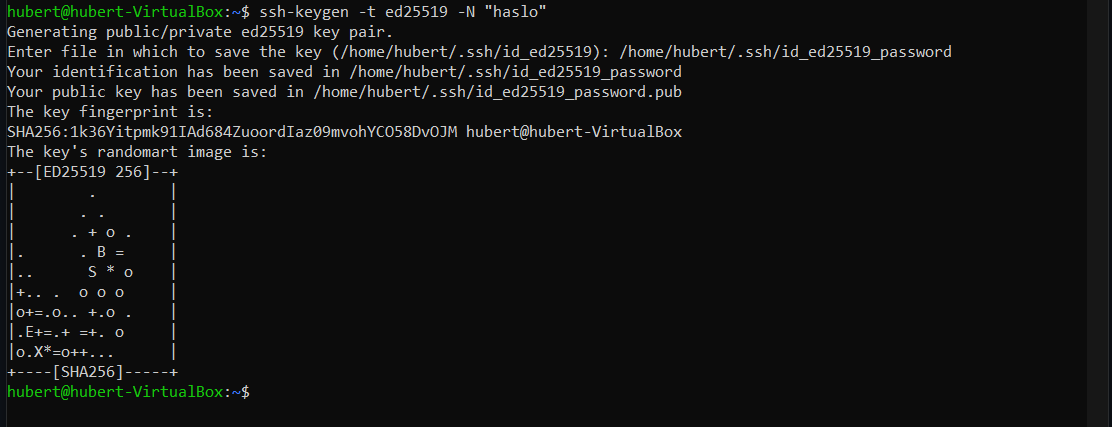 hubert@hubert-VirtualBox:~$ ssh-keygen -t ed25519 -N "haslo"
Generating public/private ed25519 key pair.
Enter file in which to save the key (/home/hubert/.ssh/id_ed25519): /home/hubert/.ssh/id_ed25519_password
Your identification has been saved in /home/hubert/.ssh/id_ed25519_password
Your public key has been saved in /home/hubert/.ssh/id_ed25519_password.pub
The key fingerprint is:
SHA256:1k36Yitpmk91IAd684ZuoordIaz09mvohYCO58DvOJM hubert@hubert-VirtualBox
The key's randomart image is:
+--[ED25519 256]--+
|        .        |
|       . .       |
|      . + o .    |
|.      . B =     |
|..      S * o    |
|+.. .  o o o     |
|o+=.o.. +.o .    |
|.E+=.+ =+. o     |
|o.X*=o++...      |
+----[SHA256]-----+
hubert@hubert-VirtualBox:~$